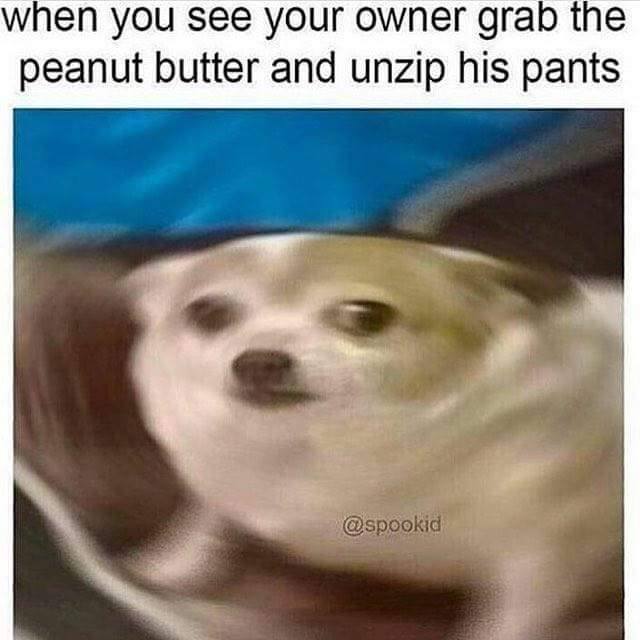 when you see your owner grab the
peanut butter and unzip his pants
@spookid